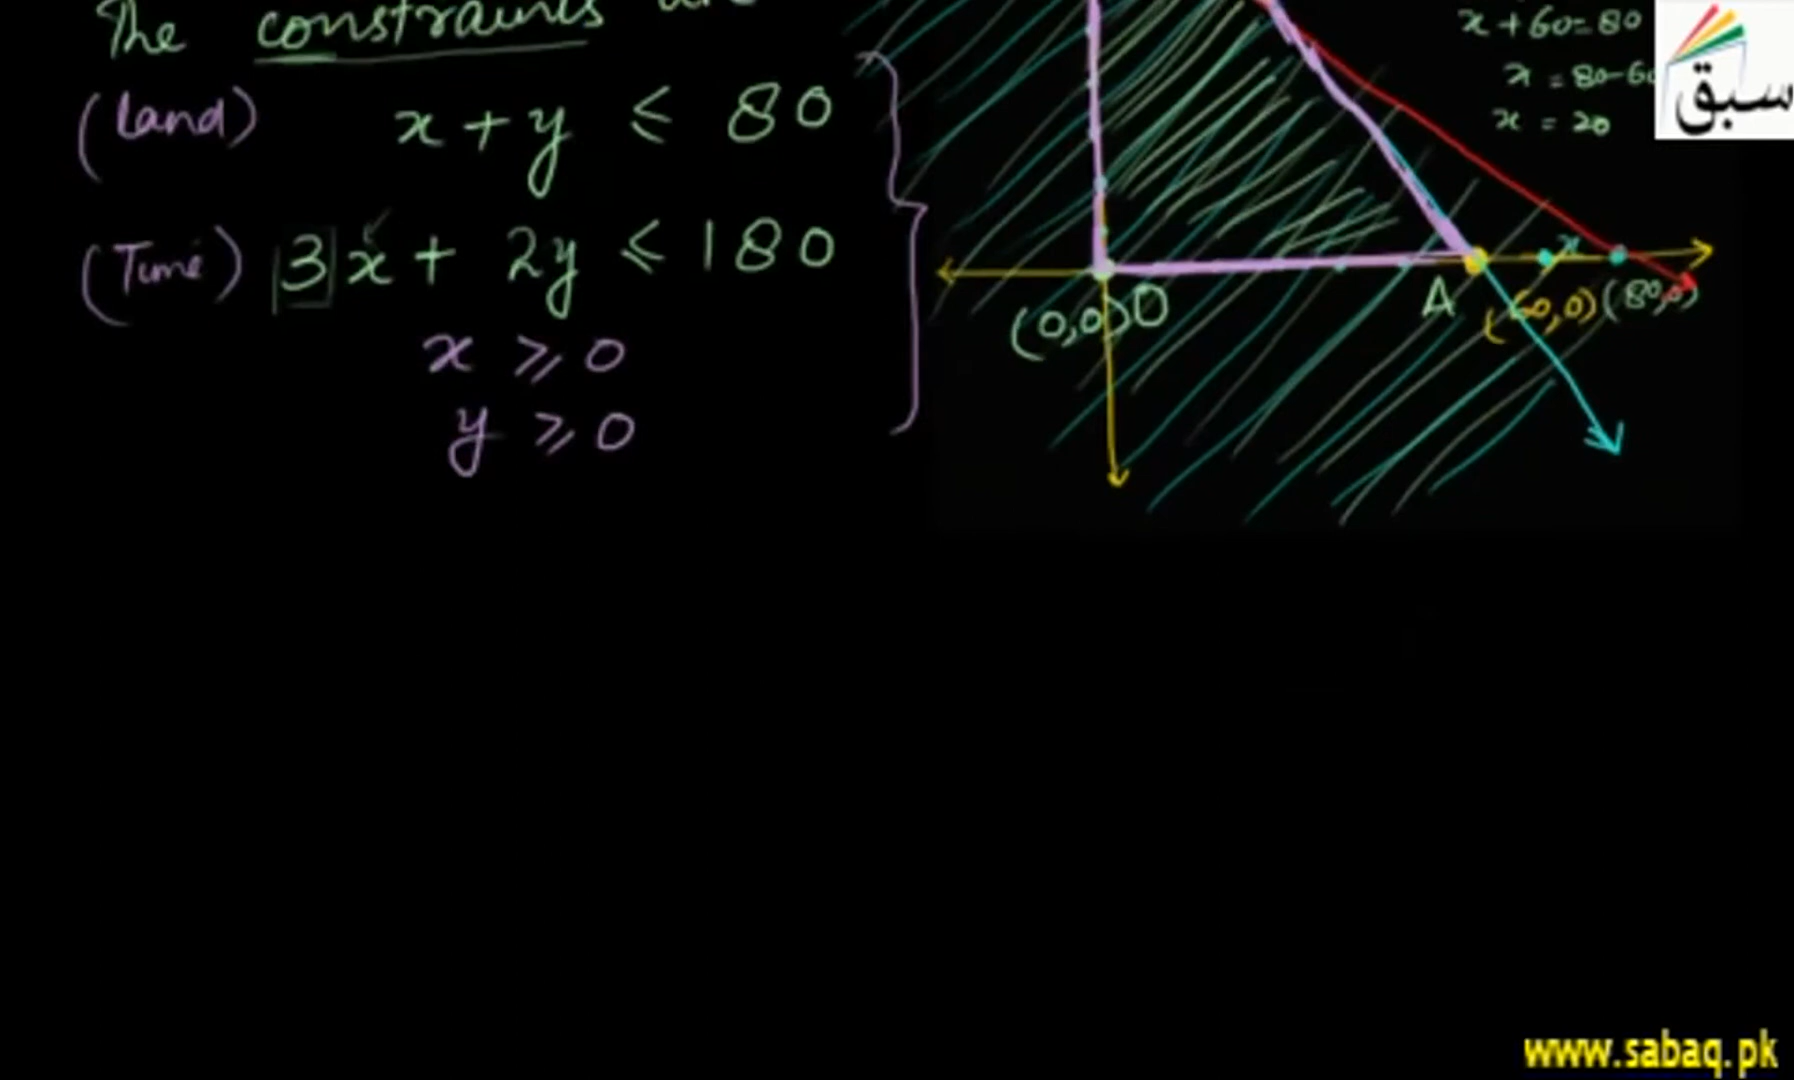 The constraints
(Land) x + y ≤ 80
(Time) 3x + 2y ≤ 180
x ≥ 0
y ≥ 0
x + 60 = 80
x = 80 - 60
x = 20
سبق
x
(0,0) O
A
(60,0) (80,0)
www.sabaq.pk